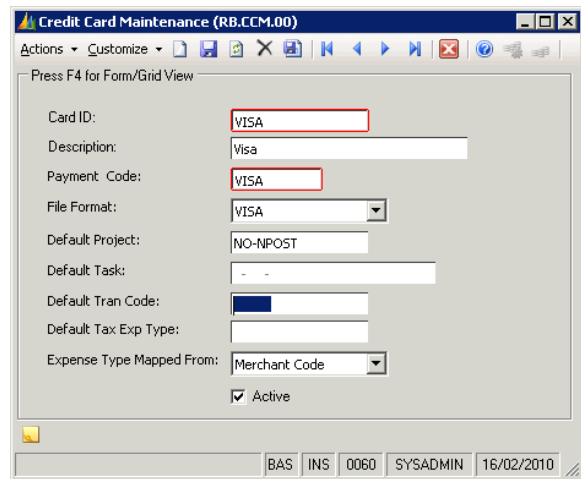 Credit Card Maintenance (RB.CCM.00)
Actions Customize
Press F4 for Form/Grid View
Card ID: VISA
Description: Visa
Payment Code: VISA
File Format: VISA
Default Project: NO-NPOST
Default Task: - -
Default Tran Code:
Default Tax Exp Type:
Expense Type Mapped From: Merchant Code
Active
BAS INS 0060 SYSADMIN 16/02/2010